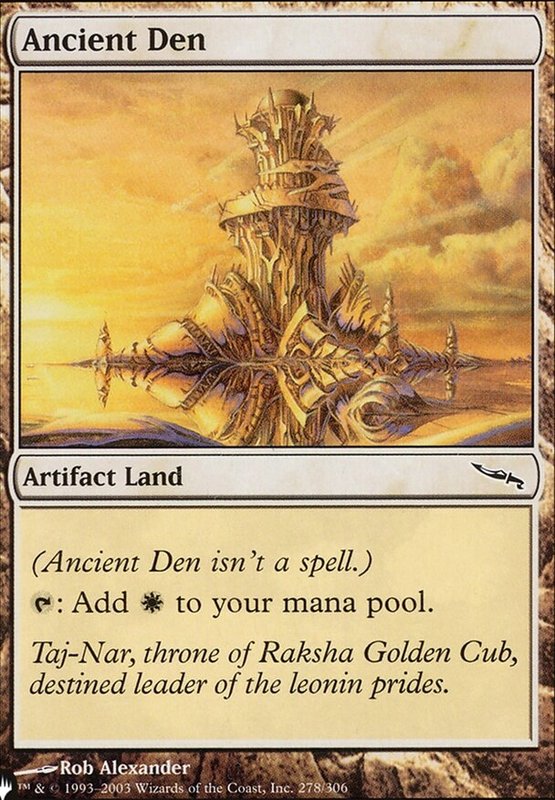 Ancient Den
Artifact Land
(Ancient Den isn't a spell.)
: Add to your mana pool.
Taj-Nar, throne of Raksha Golden Cub,
destined leader of the leonin prides.
Rob Alexander
™ & © 1993–2003 Wizards of the Coast, Inc. 278/306